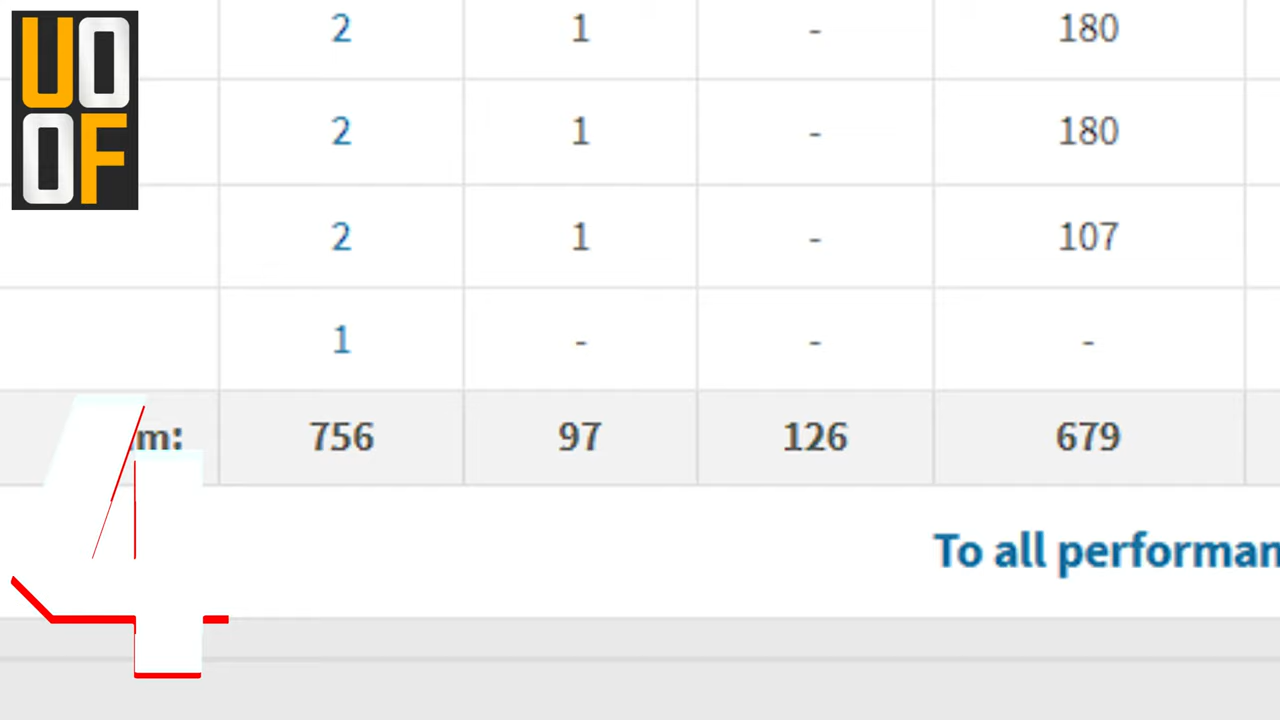 UO
OF
2 1 - 180
2 1 - 180
2 1 - 107
1 - - -
m: 756 97 126 679
To all performan
4